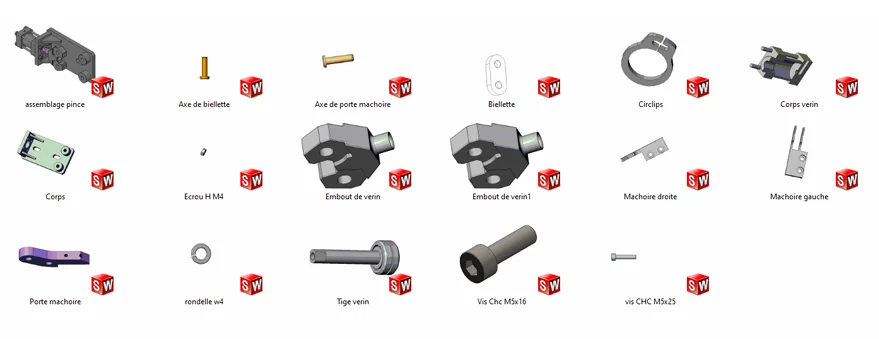 assemblage pince
Axe de biellette
Axe de porte machoire
Biellette
Circlips
Corps verin
Corps
Ecrou H M4
Embout de verin
Embout de verin1
Machoire droite
Machoire gauche
Porte machoire
rondelle w4
Tige verin
Vis Chc M5x16
vis CHC M5x25